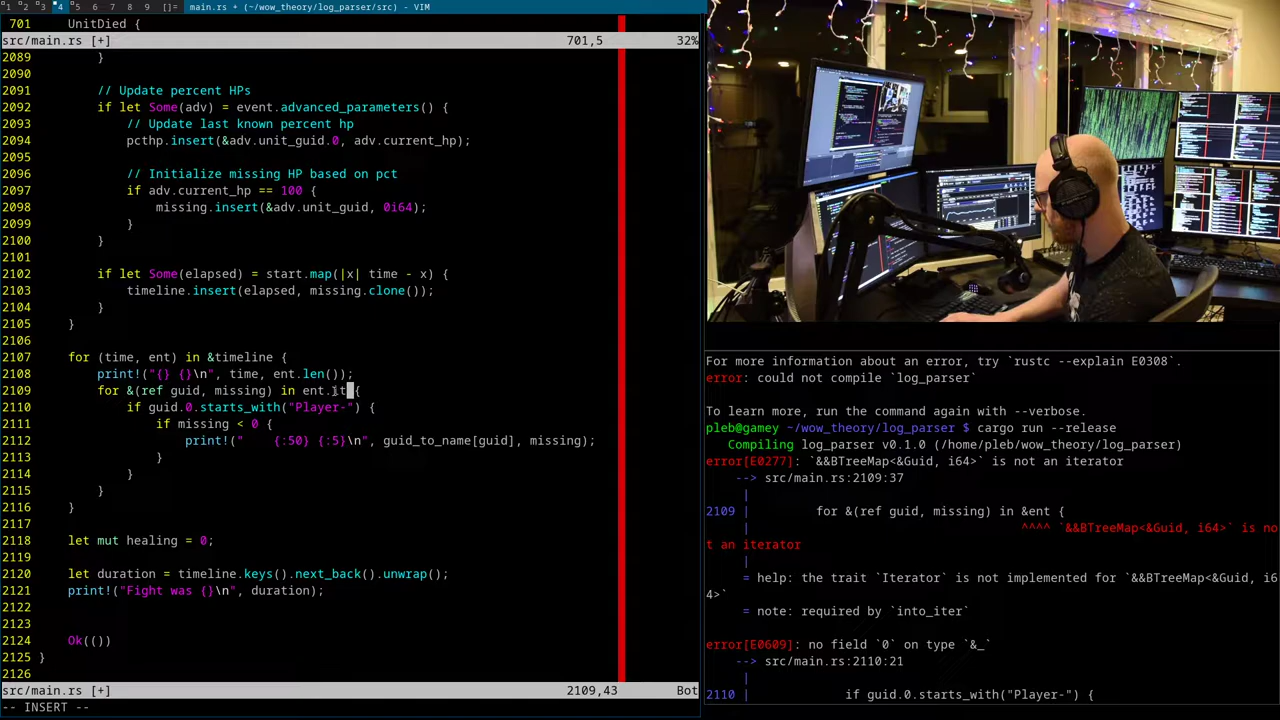 1 2 3 4 5 6 7 8 9 []= main.rs + (~/wow_theory/log_parser/src) - VIM
701     UnitDied {
src/main.rs [+] 701,5 32%
2089         }
2090
2091         // Update percent HPs
2092         if let Some(adv) = event.advanced_parameters() {
2093             // Update last known percent hp
2094             pcthp.insert(&adv.unit_guid.0, adv.current_hp);
2095
2096             // Initialize missing HP based on pct
2097             if adv.current_hp == 100 {
2098                 missing.insert(&adv.unit_guid, 0i64);
2099             }
2100         }
2101
2102         if let Some(elapsed) = start.map(|x| time - x) {
2103             timeline.insert(elapsed, missing.clone());
2104         }
2105     }
2106
2107     for (time, ent) in &timeline {
2108         print!("{} {}\n", time, ent.len());
2109         for &(ref guid, missing) in ent.it {
2110             if guid.0.starts_with("Player-") {
2111                 if missing < 0 {
2112                     print!("    {:50} {:5}\n", guid_to_name[guid], missing);
2113                 }
2114             }
2115         }
2116     }
2117
2118     let mut healing = 0;
2119
2120     let duration = timeline.keys().next_back().unwrap();
2121     print!("Fight was {}\n", duration);
2122
2123
2124     Ok(())
2125 }
2126
src/main.rs [+] 2109,43 Bot
-- INSERT --
For more information about an error, try `rustc --explain E0308`.
error: could not compile `log_parser`
To learn more, run the command again with --verbose.
pleb@gamey ~/wow_theory/log_parser $ cargo run --release
Compiling log_parser v0.1.0 (/home/pleb/wow_theory/log_parser)
error[E0277]: `&&BTreeMap<&Guid, i64>` is not an iterator
--> src/main.rs:2109:37
|
2109 |         for &(ref guid, missing) in &ent {
|                                     ^^^^ `&&BTreeMap<&Guid, i64>` is no
t an iterator
|
= help: the trait `Iterator` is not implemented for `&&BTreeMap<&Guid, i6
4>`
= note: required by `into_iter`
error[E0609]: no field `0` on type `&_`
--> src/main.rs:2110:21
|
2110 |             if guid.0.starts_with("Player-") {